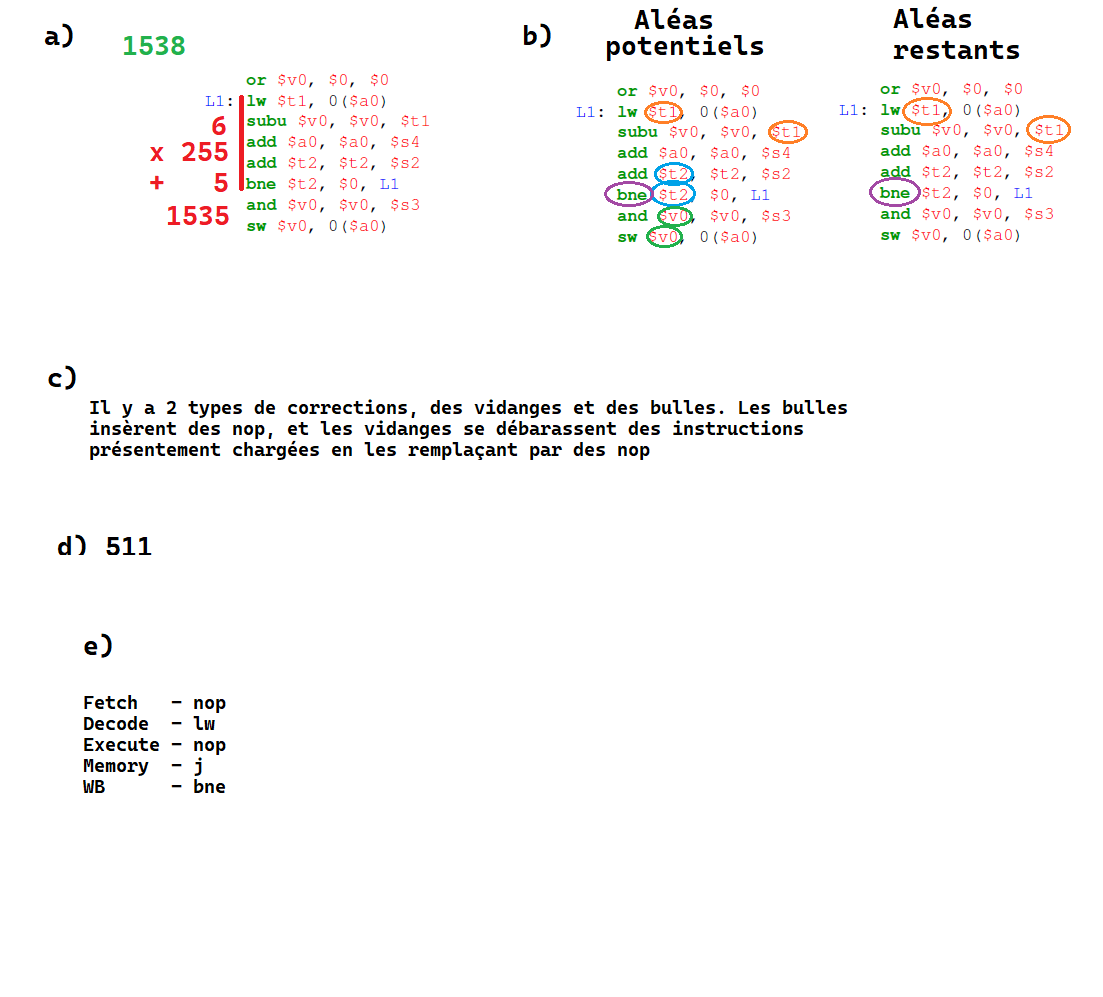 a)
1538
or $v0, $0, $0
L1: lw $t1, 0($a0)
6 subu $v0, $v0, $t1
x 255 add $a0, $a0, $s4
add $t2, $t2, $s2
+ 5 bne $t2, $0, L1
and $v0, $v0, $s3
1535
sw $v0, 0($a0)
b)
Aléas
potentiels
or $v0, $0, $0
L1: lw $t1, 0($a0)
subu $v0, $v0, $t1
add $a0, $a0, $s4
add $t2, $t2, $s2
bne $t2, $0, L1
and $v0, $v0, $s3
sw $v0, 0($a0)
Aléas
restants
or $v0, $0, $0
L1: lw $t1, 0($a0)
subu $v0, $v0, $t1
add $a0, $a0, $s4
add $t2, $t2, $s2
bne $t2, $0, L1
and $v0, $v0, $s3
sw $v0, 0($a0)
c)
Il y a 2 types de corrections, des vidanges et des bulles. Les bulles
insèrent des nop, et les vidanges se débarassent des instructions
présentement chargées en les remplaçant par des nop
d) 511
e)
Fetch - nop
Decode - lw
Execute - nop
Memory - j
WB - bne